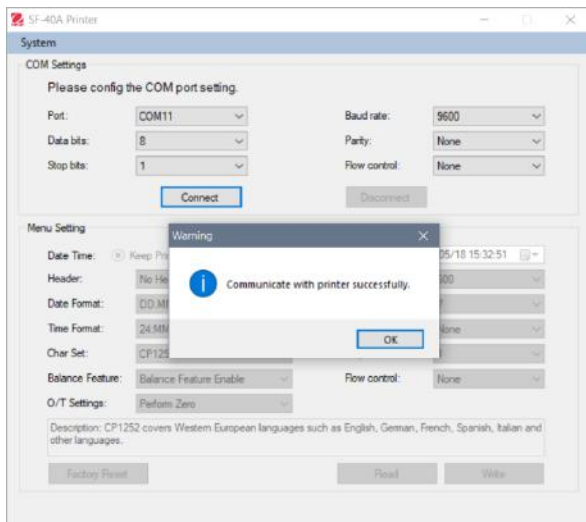 SF-40A Printer
System
COM Settings
Please config the COM port setting.
Port: COM11 Baud rate: 9600
Data bits: 8 Parity: None
Stop bits: 1 Flow control: None
Connect Disconnect
Menu Setting
Warning
Date Time: Keep 05/18 15:32:51
Header: No
Communicate with printer successfully.
Date Format: DD.M
Time Format: 24:MM
OK
Char Set: CP125
Balance Feature: Balance Feature Enable Flow control: None
O/T Settings: Perform Zero
Description: CP1252 covers Western European languages such as English, German, French, Spanish, Italian and
other languages.
Factory Reset Read Write